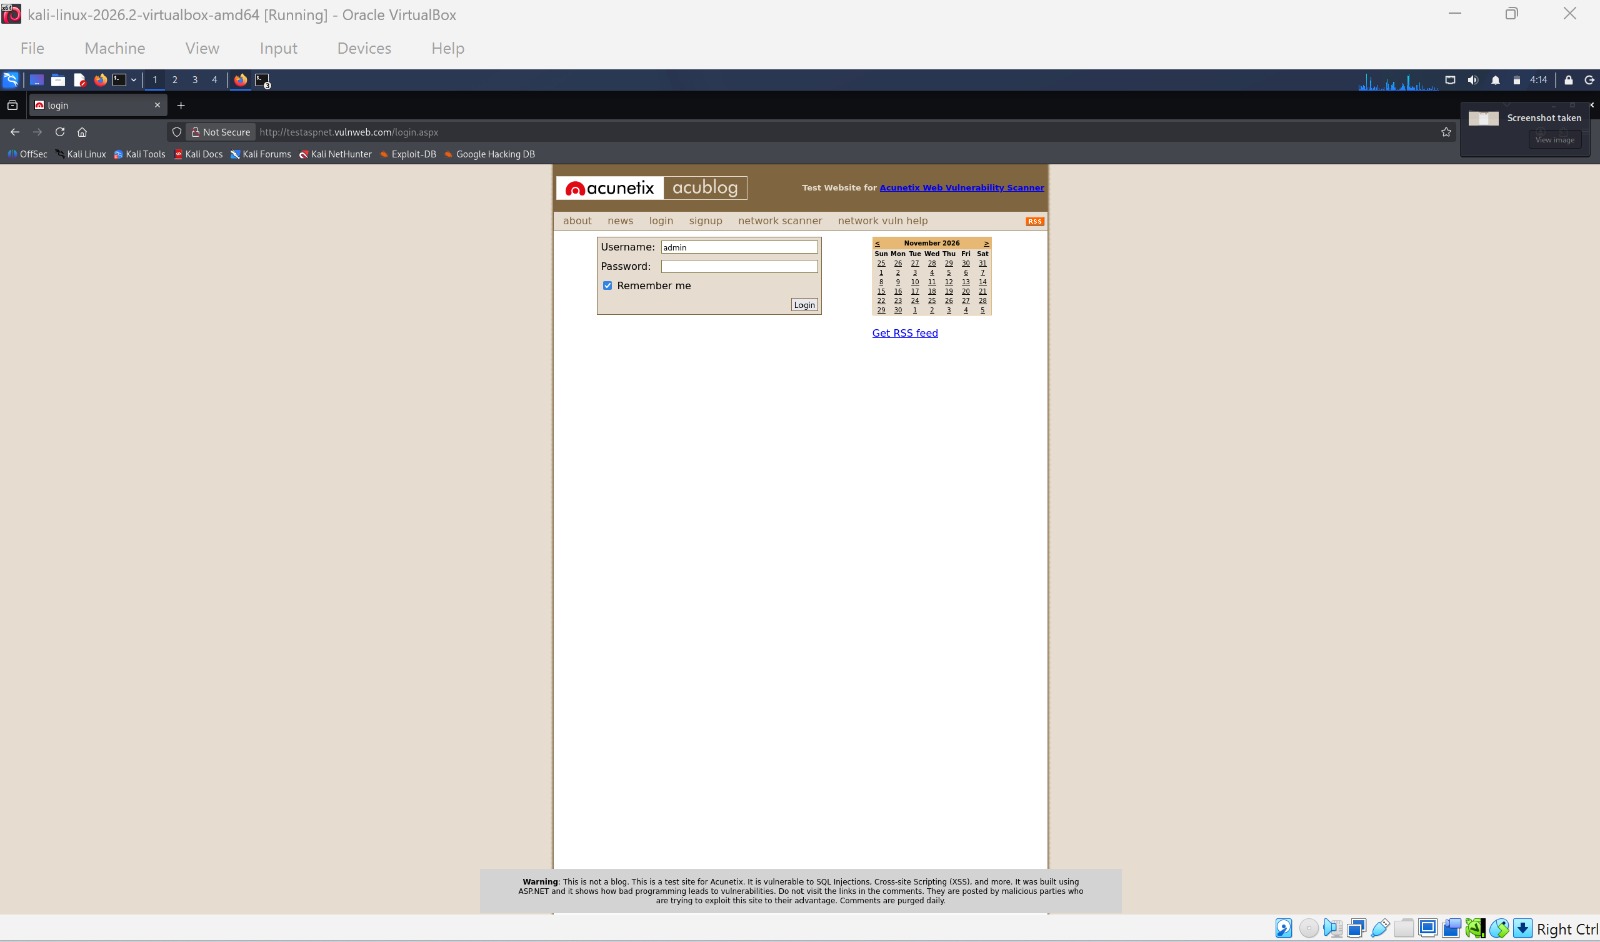 kali-linux-2026.2-virtualbox-amd64 [Running] - Oracle VirtualBox
File Machine View Input Devices Help
1 2 3 4 4:14
login
Not Secure http://testaspnet.vulnweb.com/login.aspx
Screenshot taken
View image
OffSec Kali Linux Kali Tools Kali Docs Kali Forums Kali NetHunter Exploit-DB Google Hacking DB
acunetix acublog Test Website for Acunetix Web Vulnerability Scanner
about news login signup network scanner network vuln help RSS
Username: admin
Password:
Remember me
Login
< November 2026 >
Sun Mon Tue Wed Thu Fri Sat
25 26 27 28 29 30 31
1 2 3 4 5 6 7
8 9 10 11 12 13 14
15 16 17 18 19 20 21
22 23 24 25 26 27 28
29 30 1 2 3 4 5
Get RSS feed
Warning: This is not a blog. This is a test site for Acunetix. It is vulnerable to SQL Injections, Cross-site Scripting (XSS), and more. It was built using
ASP.NET and it shows how bad programming leads to vulnerabilities. Do not visit the links in the comments. They are posted by malicious parties who
are trying to exploit this site to their advantage. Comments are purged daily.
Right Ctrl